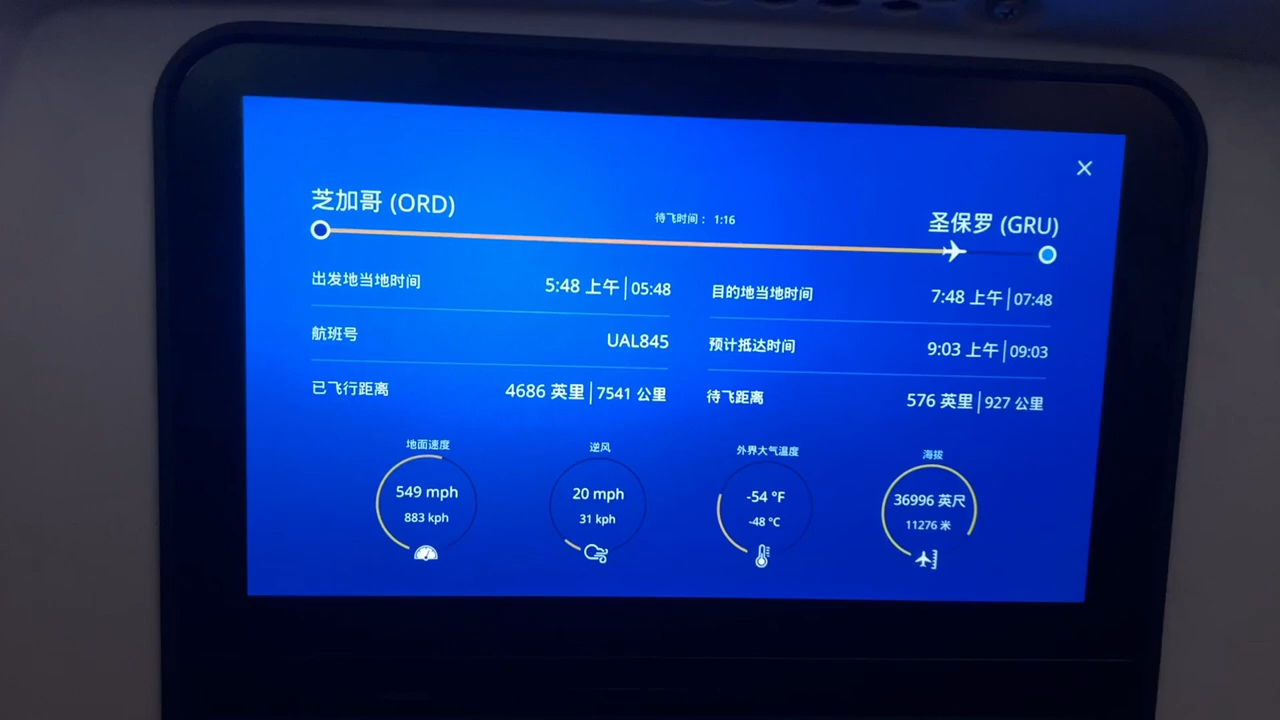 芝加哥 (ORD)
待飞时间： 1:16
圣保罗 (GRU)
出发地当地时间 5:48 上午|05:48
目的地当地时间 7:48 上午|07:48
航班号 UAL845
预计抵达时间 9:03 上午|09:03
已飞行距离 4686 英里|7541 公里
待飞距离 576 英里|927 公里
地面速度
549 mph
883 kph
逆风
20 mph
31 kph
外界大气温度
-54 °F
-48 °C
海拔
36996 英尺
11276 米